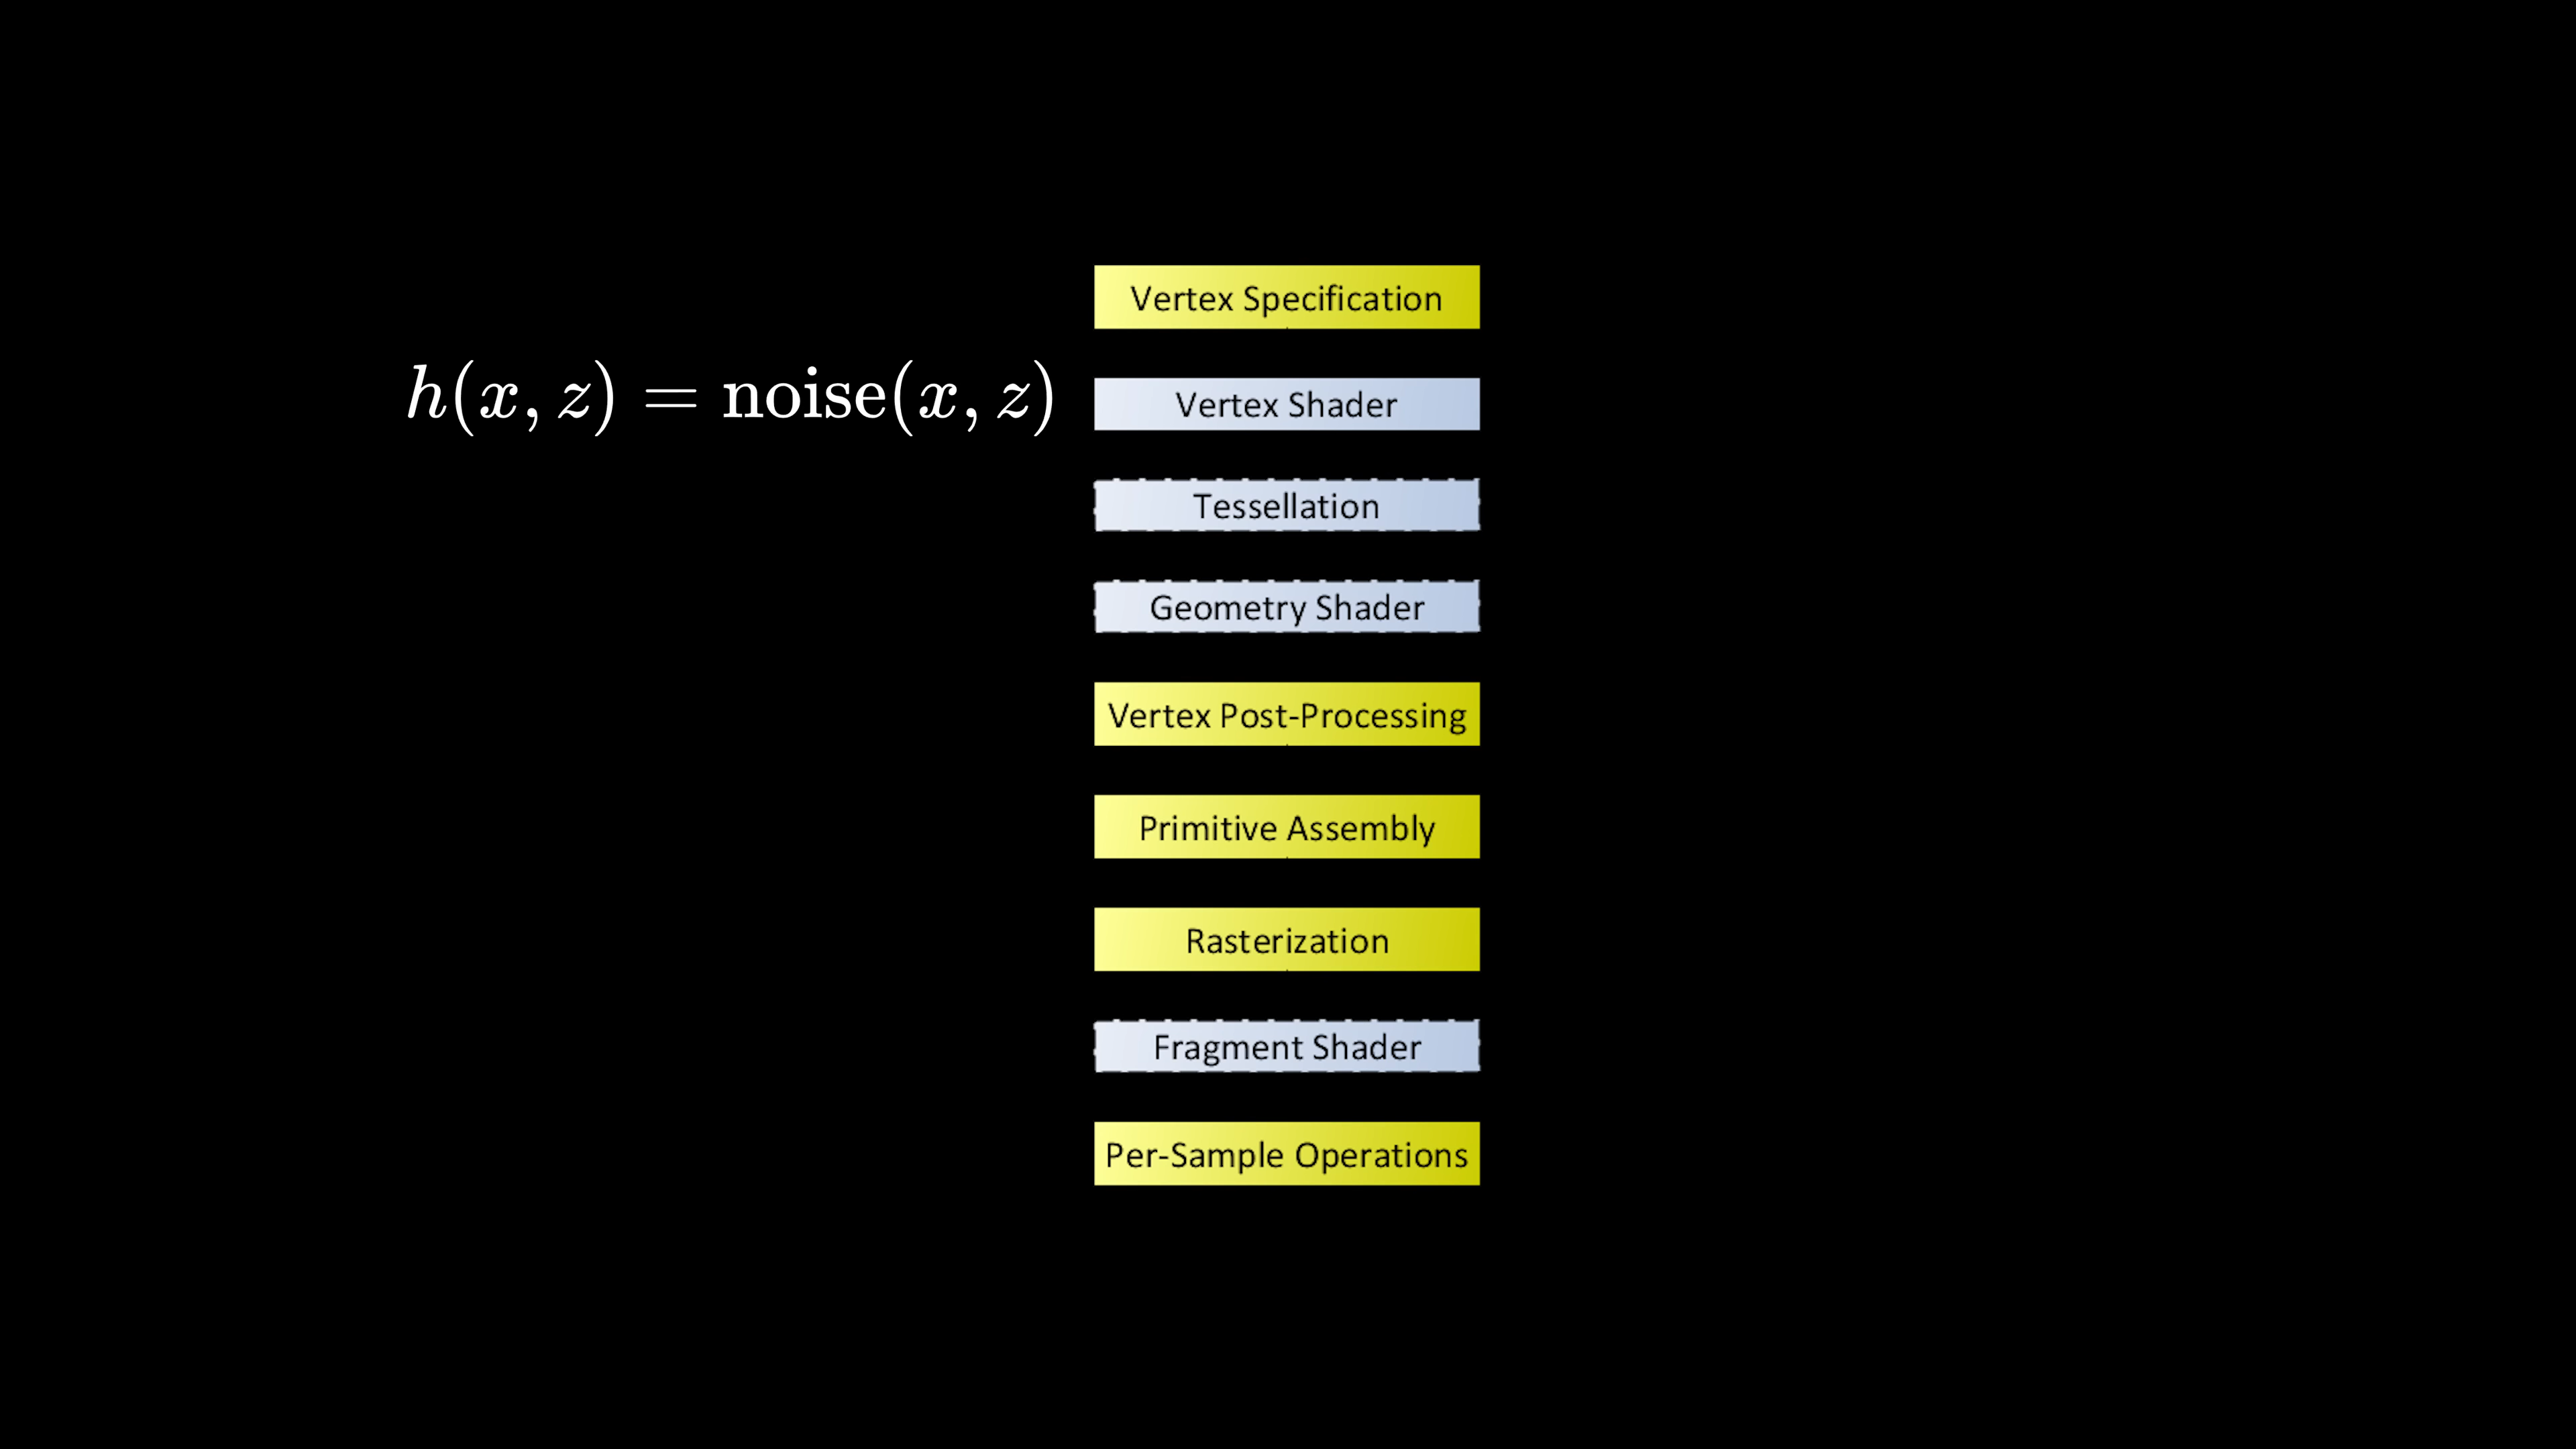 Vertex Specification
h(x, z) = noise(x, z)
Vertex Shader
Tessellation
Geometry Shader
Vertex Post-Processing
Primitive Assembly
Rasterization
Fragment Shader
Per-Sample Operations